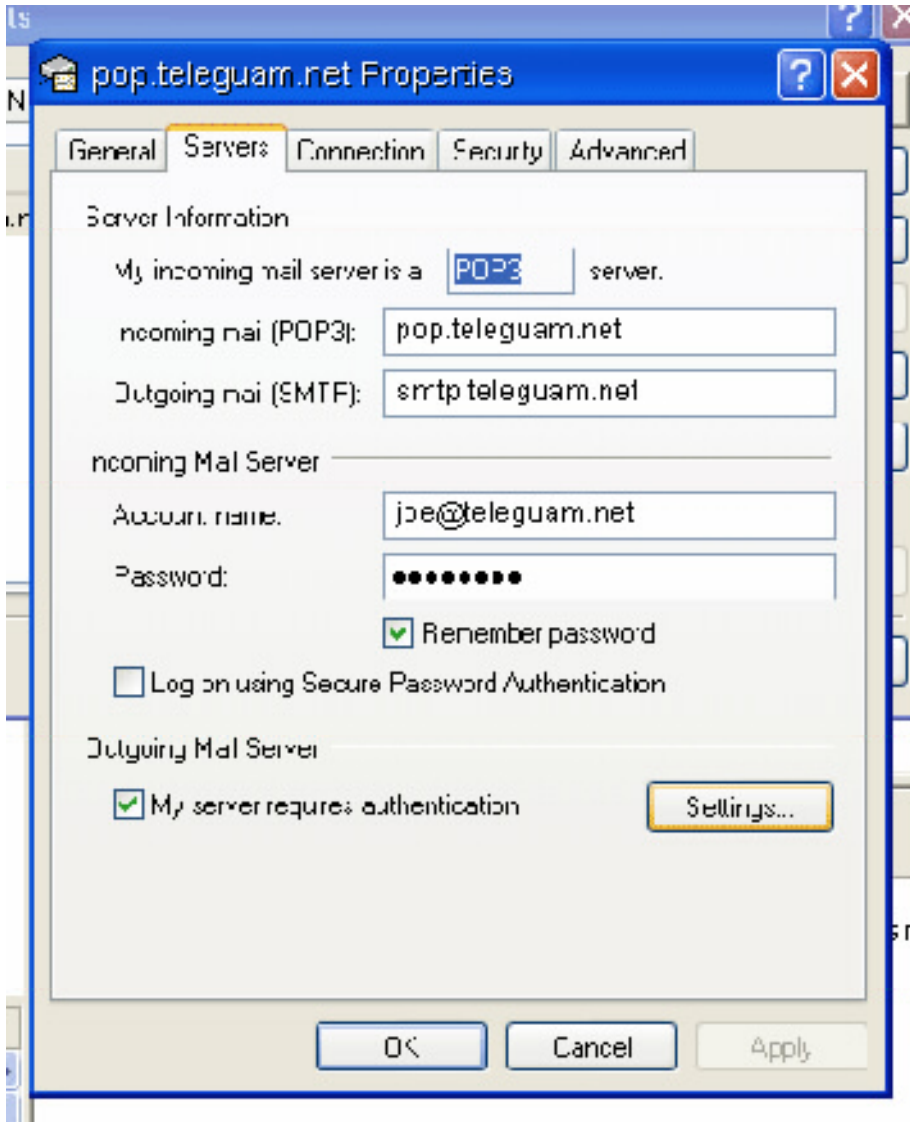 ts
pop.teleguam.net Properties
N
General Servers Connection Security Advanced
Server Information
My incoming mail server is a POP3 server.
Incoming mail (POP3): pop.teleguam.net
Outgoing mail (SMTP): smtp.teleguam.net
Incoming Mail Server
Account name: joe@teleguam.net
Password: ●●●●●●●●
Remember password
Log on using Secure Password Authentication
Outgoing Mail Server
My server requires authentication Settings...
OK Cancel Apply